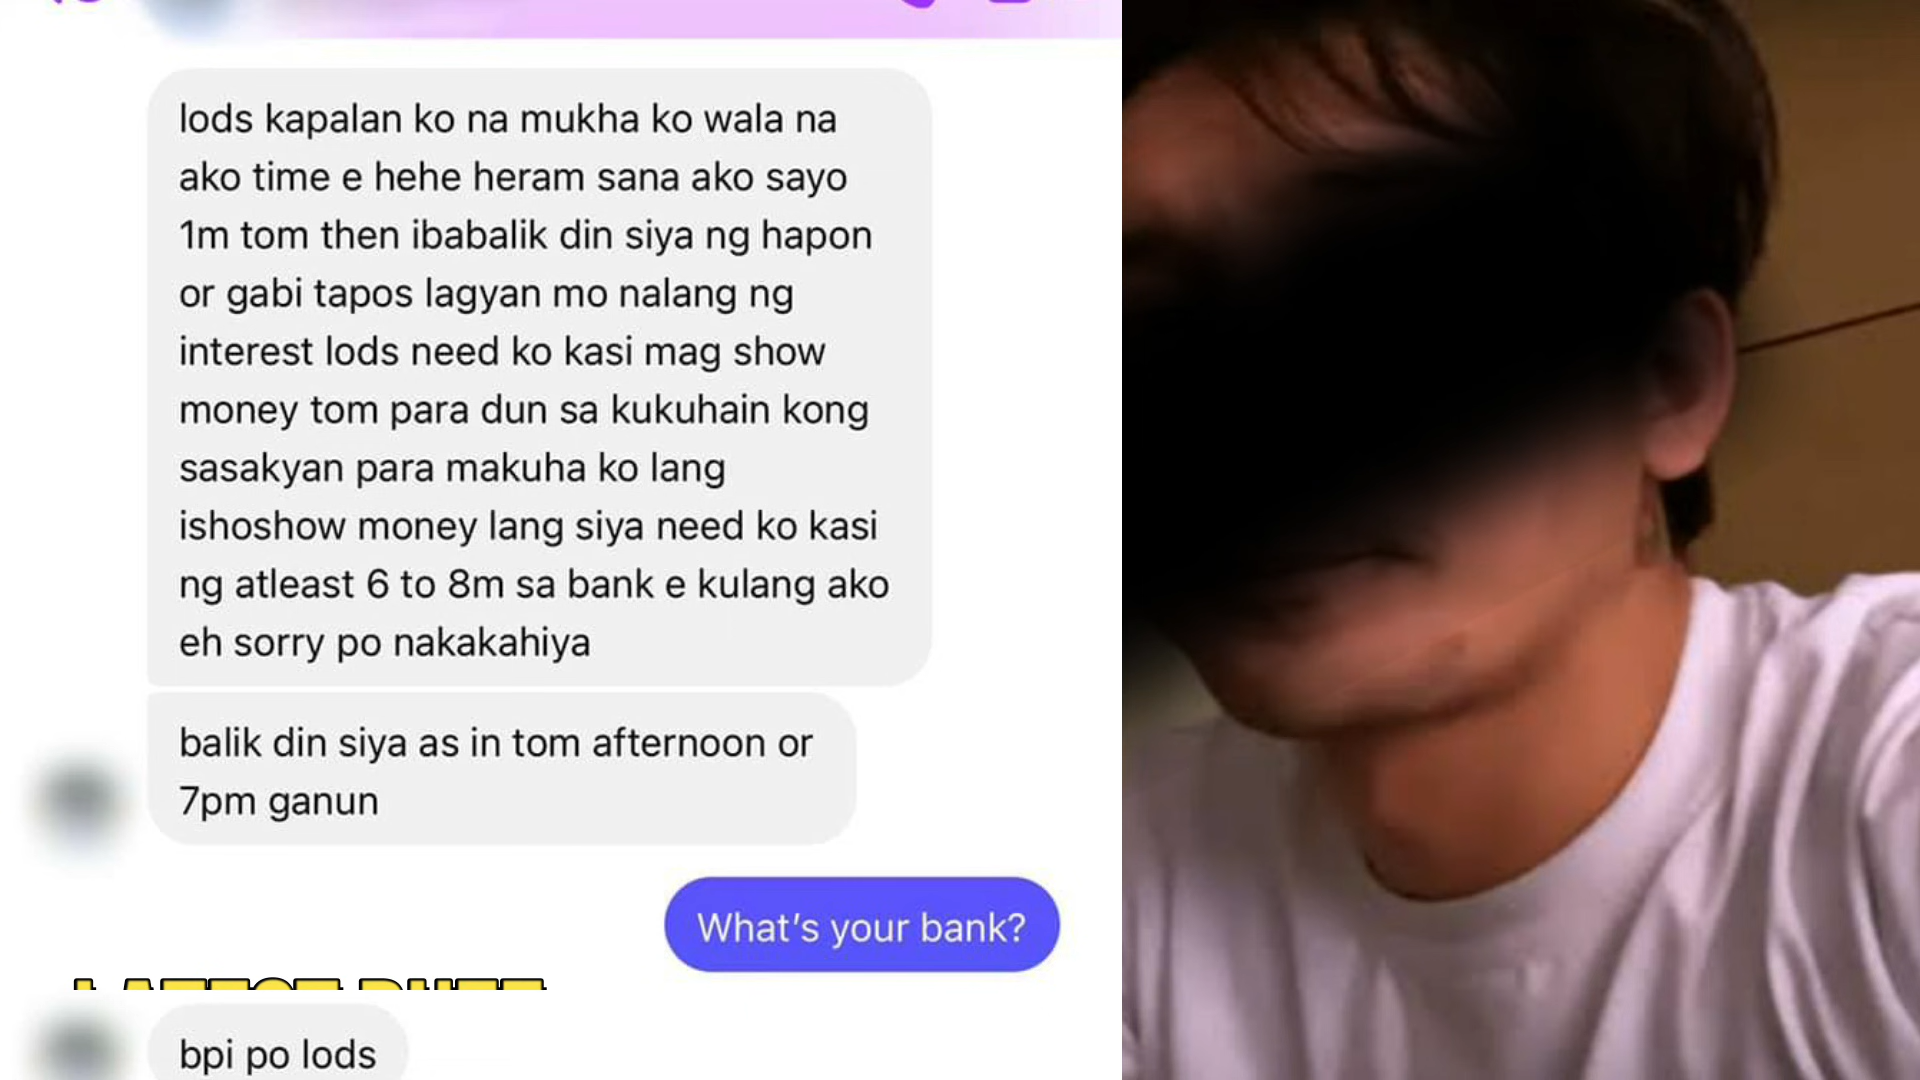 lods kapalan ko na mukha ko wala na
ako time e hehe heram sana ako sayo
1m tom then ibabalik din siya ng hapon
or gabi tapos lagyan mo nalang ng
interest lods need ko kasi mag show
money tom para dun sa kukuhain kong
sasakyan para makuha ko lang
ishoshow money lang siya need ko kasi
ng atleast 6 to 8m sa bank e kulang ako
eh sorry po nakakahiya
balik din siya as in tom afternoon or
7pm ganun
What's your bank?
bpi po lods